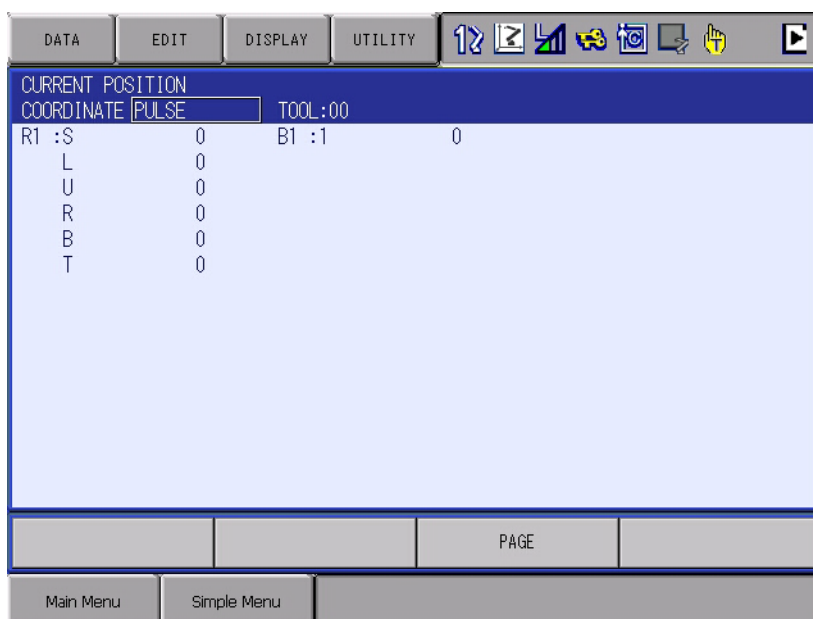 DATA EDIT DISPLAY UTILITY
CURRENT POSITION
COORDINATE PULSE TOOL:00
R1 :S 0 B1 :1 0
L 0
U 0
R 0
B 0
T 0
PAGE
Main Menu Simple Menu